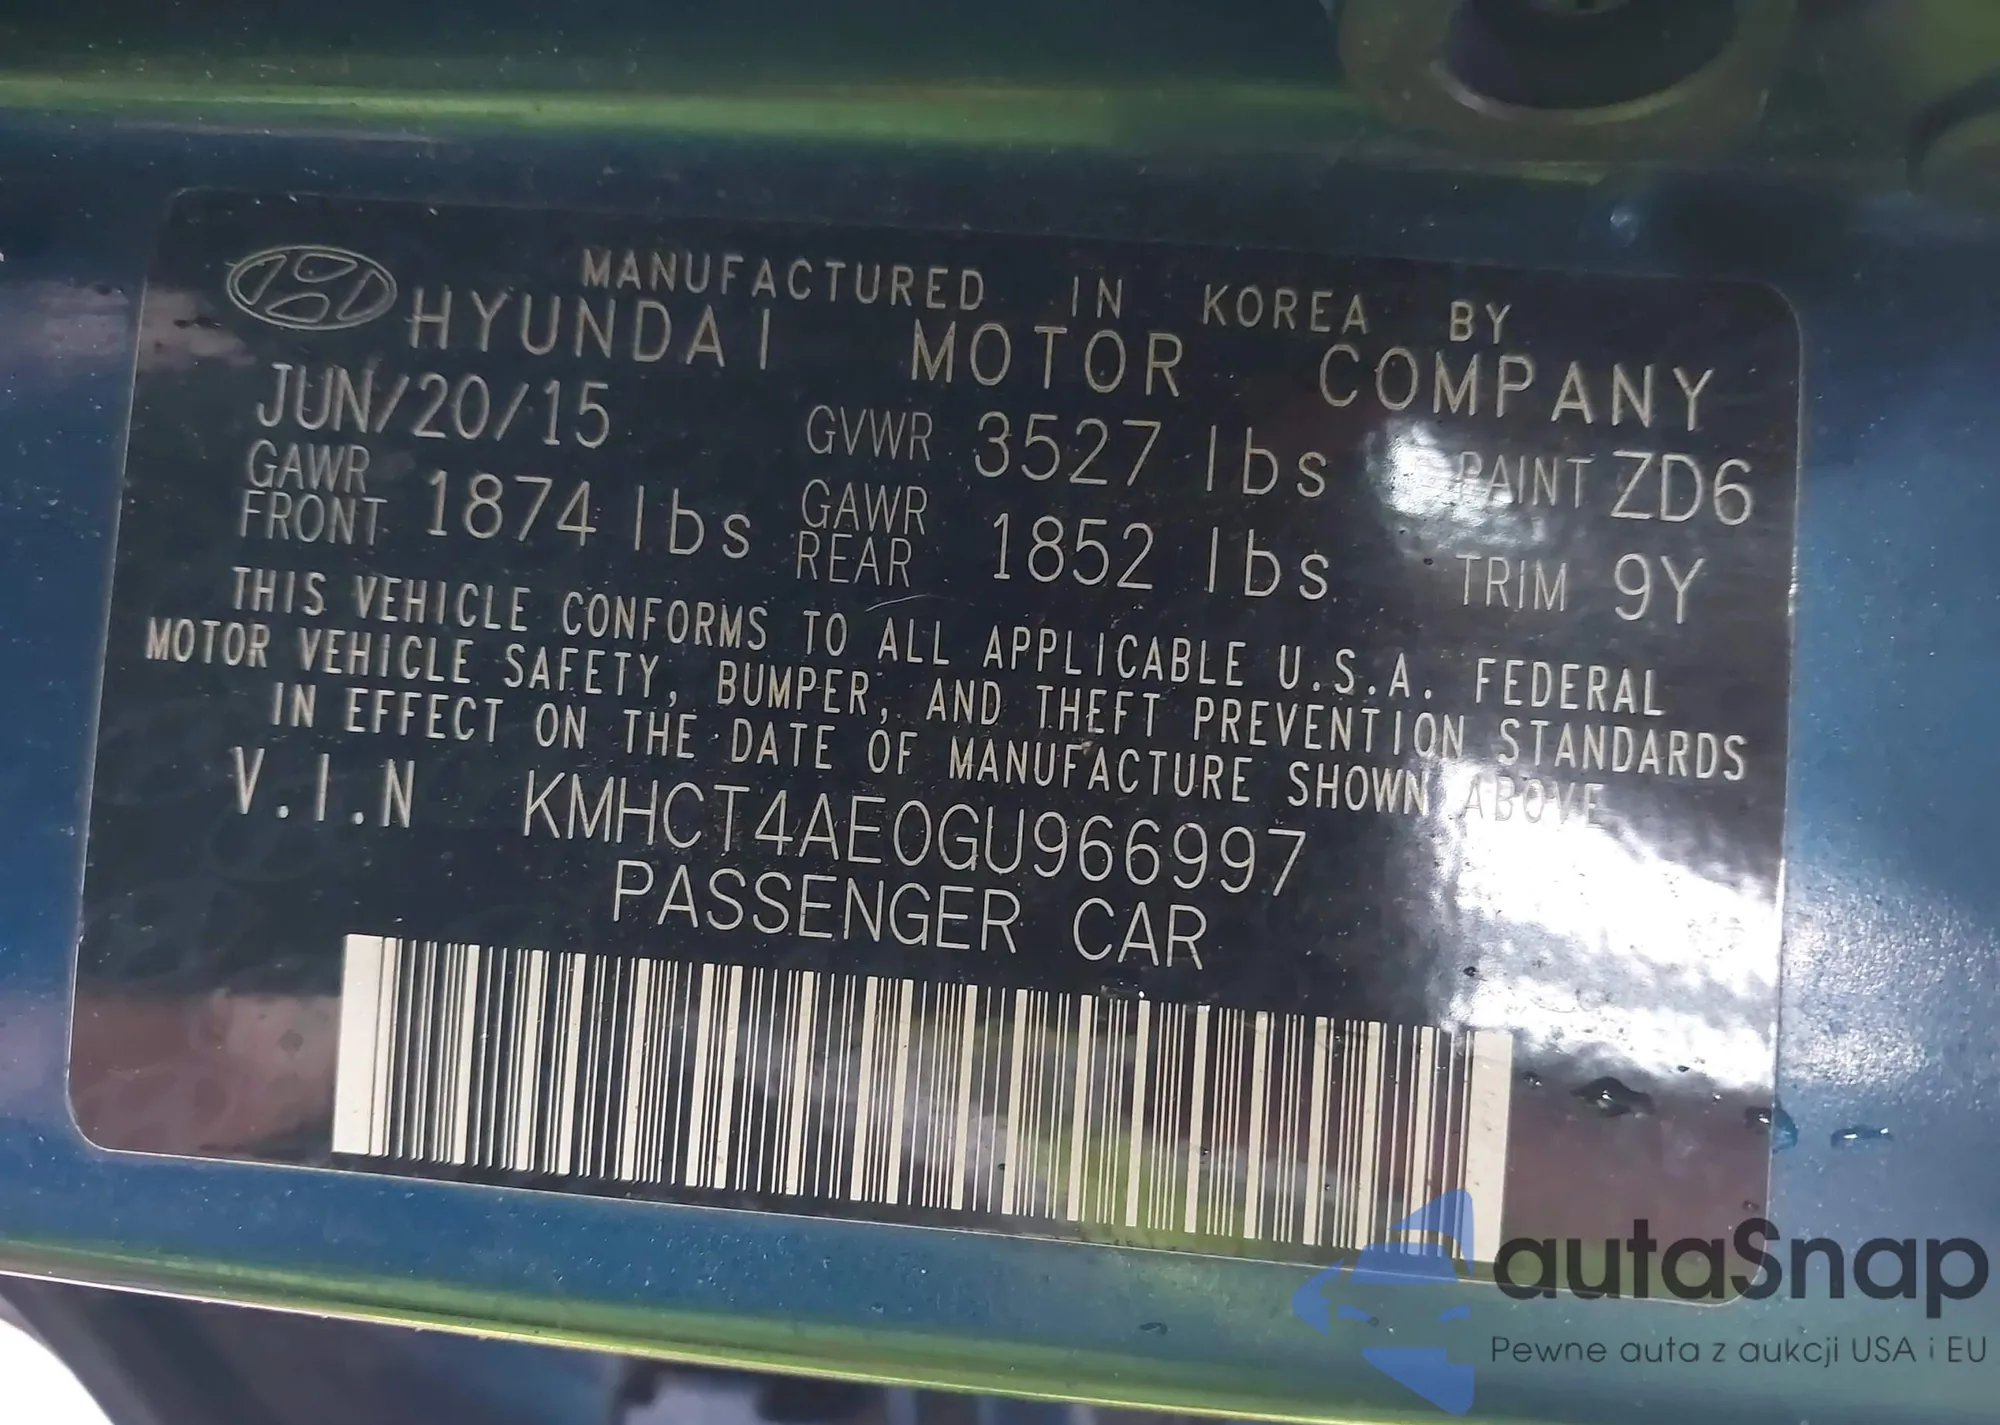 MANUFACTURED IN KOREA BY
HYUNDAI MOTOR COMPANY
JUN/20/15 GVWR 3527 lbs PAINT ZD6
GAWR FRONT 1874 lbs GAWR REAR 1852 lbs TRIM 9Y
THIS VEHICLE CONFORMS TO ALL APPLICABLE U.S.A. FEDERAL
MOTOR VEHICLE SAFETY, BUMPER, AND THEFT PREVENTION STANDARDS
IN EFFECT ON THE DATE OF MANUFACTURE SHOWN ABOVE
V.I.N KMHCT4AE0GU966997
PASSENGER CAR
autaSnap
Pewne auta z aukcji USA i EU